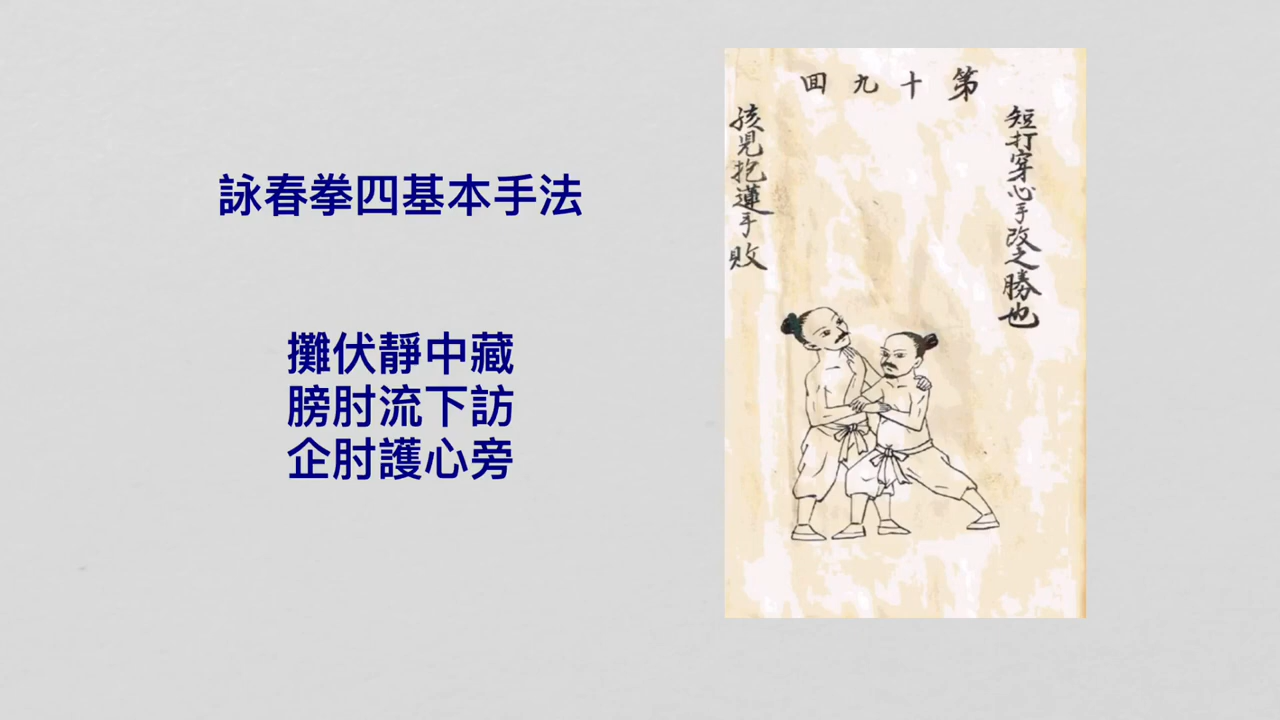 詠春拳四基本手法
攤伏靜中藏
膀肘流下訪
企肘護心旁
第十九回
短打穿心手改之勝也
孩兒抱蓮手敗